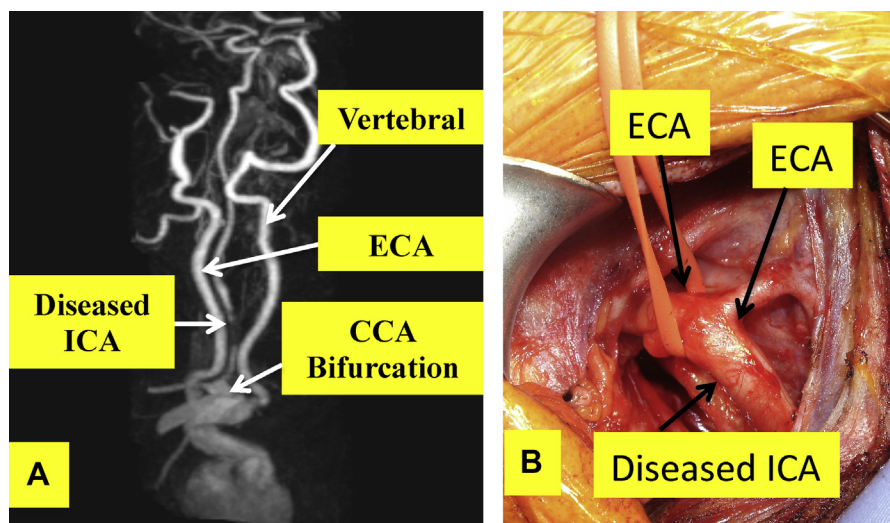 Vertebral
ECA
Diseased
ICA
CCA
Bifurcation
A
ECA
ECA
Diseased ICA
B